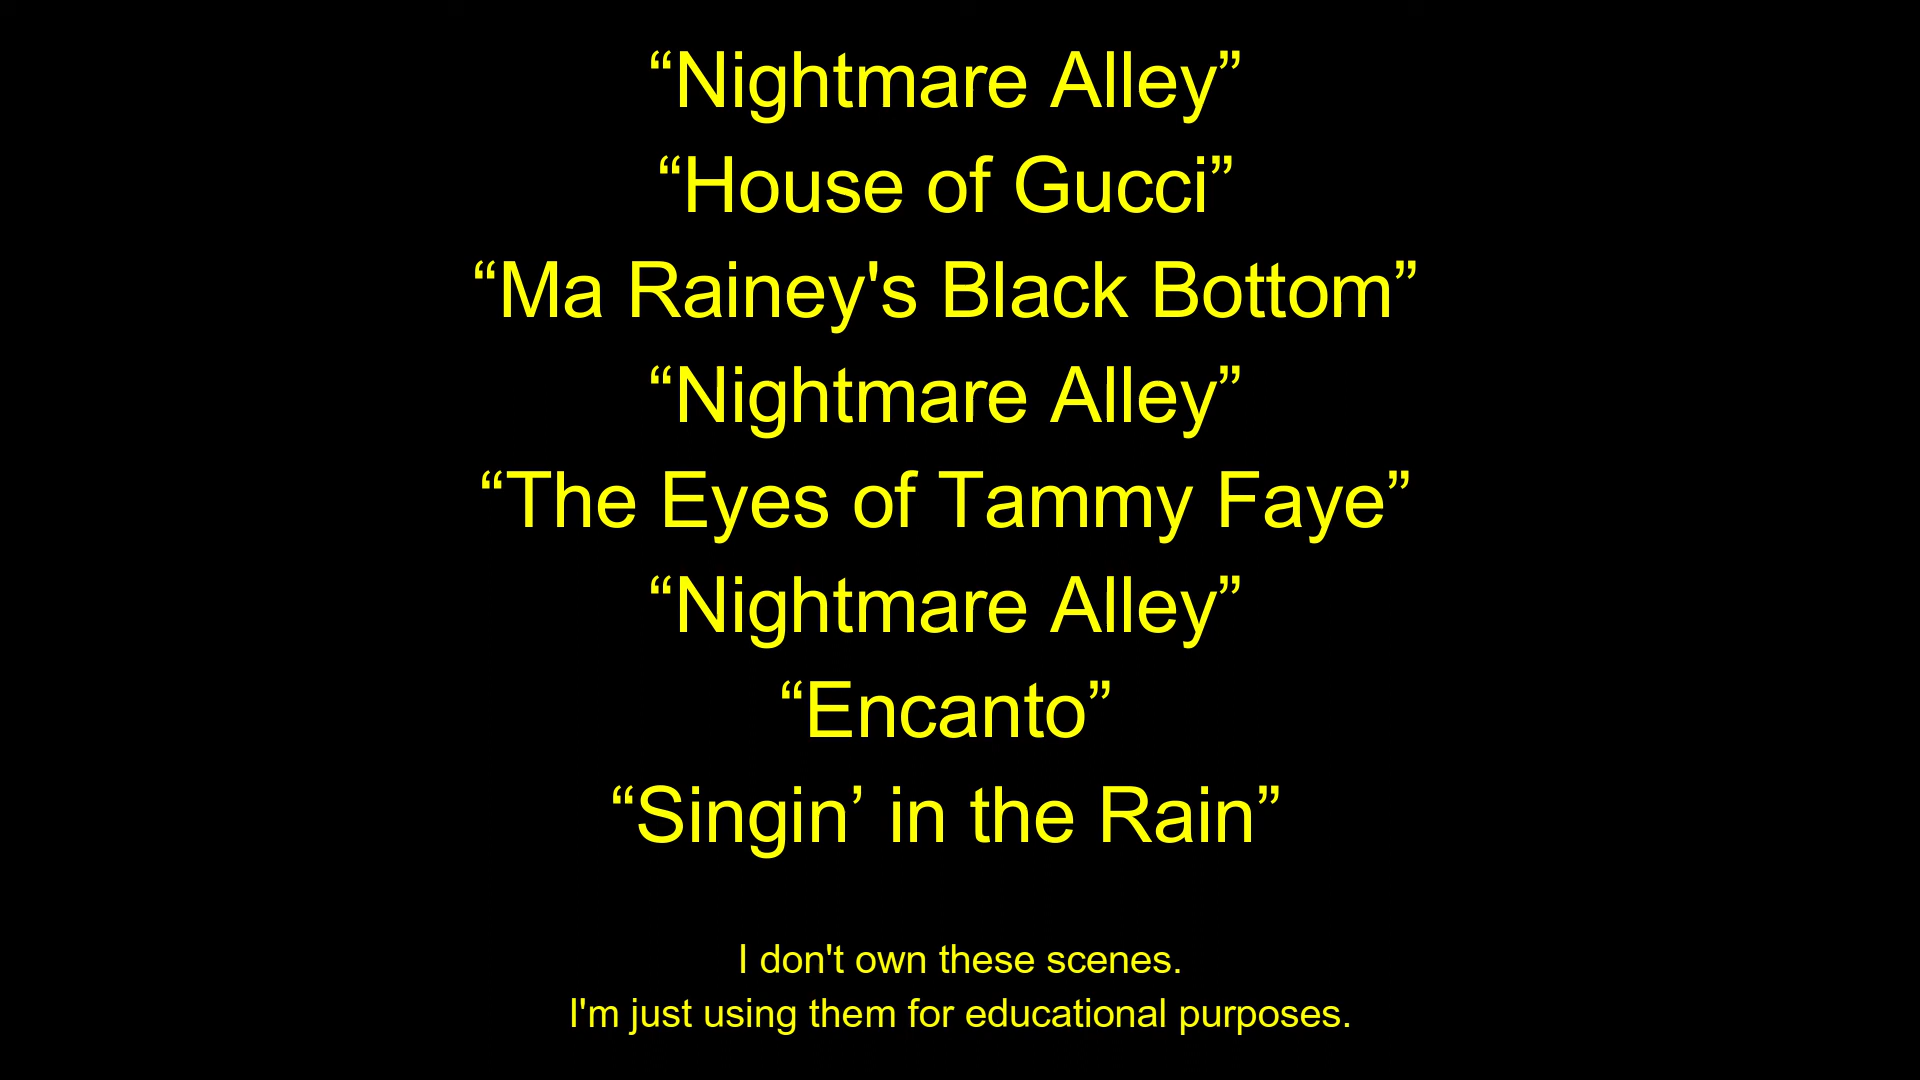 “Nightmare Alley”
“House of Gucci”
“Ma Rainey's Black Bottom”
“Nightmare Alley”
“The Eyes of Tammy Faye”
“Nightmare Alley”
“Encanto”
“Singin’ in the Rain”
I don't own these scenes.
I'm just using them for educational purposes.